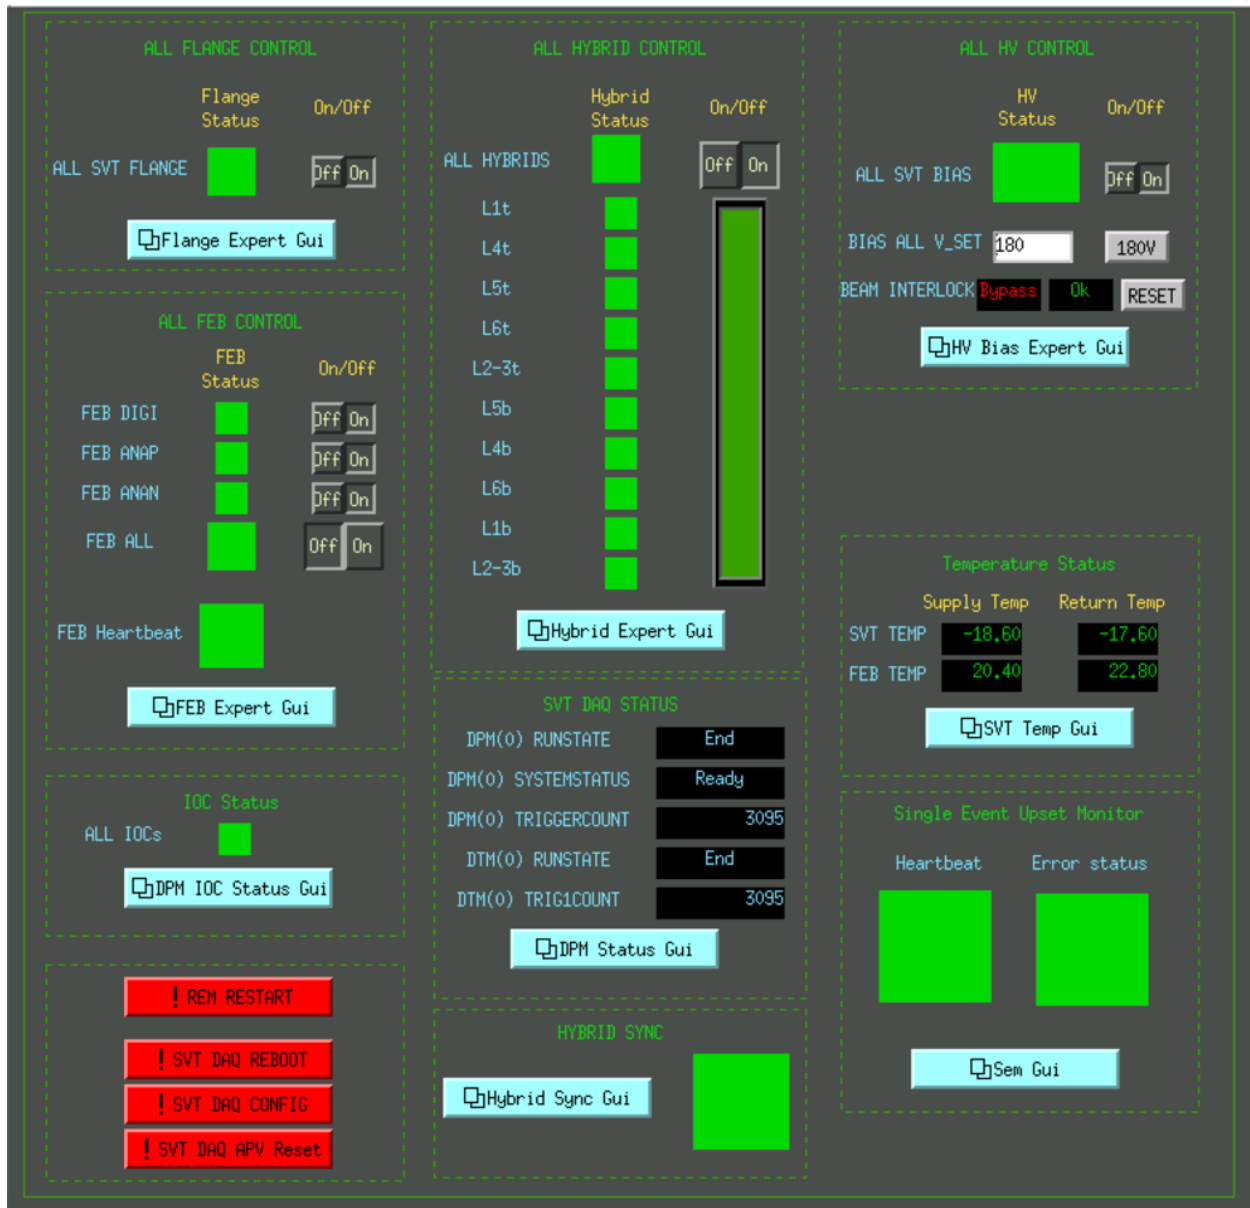 ALL FLANGE CONTROL
Flange
Status
On/Off
ALL SVT FLANGE
Off On
Flange Expert Gui
ALL FEB CONTROL
FEB
Status
On/Off
FEB DIGI
Off On
FEB ANAP
Off On
FEB ANAN
Off On
FEB ALL
Off On
FEB Heartbeat
FEB Expert Gui
IOC Status
ALL IOCs
DPM IOC Status Gui
! REM RESTART
! SVT DAQ REBOOT
! SVT DAQ CONFIG
! SVT DAQ APV Reset
ALL HYBRID CONTROL
Hybrid
Status
On/Off
ALL HYBRIDS
Off On
L1t
L4t
L5t
L6t
L2-3t
L5b
L4b
L6b
L1b
L2-3b
Hybrid Expert Gui
SVT DAQ STATUS
DPM(0) RUNSTATE End
DPM(0) SYSTEMSTATUS Ready
DPM(0) TRIGGERCOUNT 3095
DTM(0) RUNSTATE End
DTM(0) TRIG1COUNT 3095
DPM Status Gui
HYBRID SYNC
Hybrid Sync Gui
ALL HV CONTROL
HV
Status
On/Off
ALL SVT BIAS
Off On
BIAS ALL V_SET 180 180V
BEAM INTERLOCK Bypass Ok RESET
HV Bias Expert Gui
Temperature Status
Supply Temp Return Temp
SVT TEMP -18.60 -17.60
FEB TEMP 20.40 22.80
SVT Temp Gui
Single Event Upset Monitor
Heartbeat Error status
Sem Gui